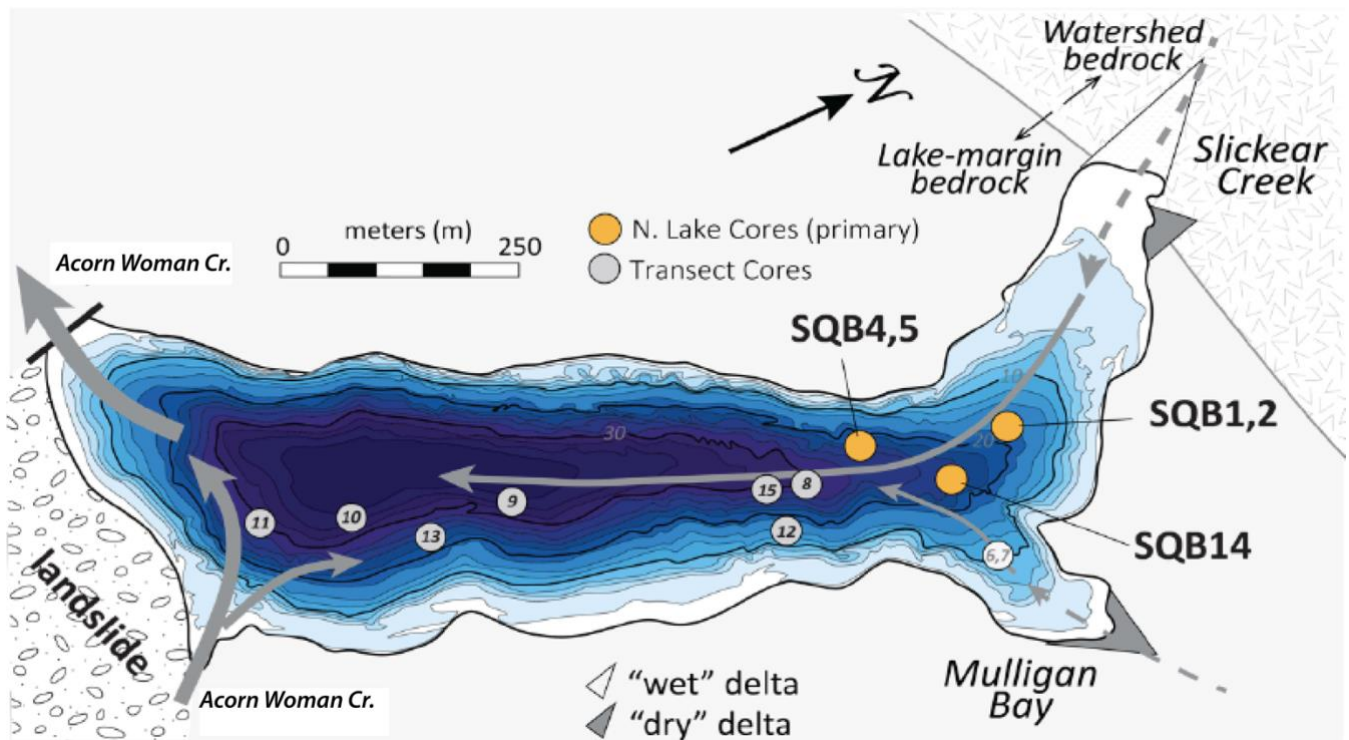 Watershed
bedrock
N
Lake-margin
bedrock
Slickear
Creek
meters (m)
0 250
N. Lake Cores (primary)
Transect Cores
Acorn Woman Cr.
SQB4,5
10
SQB1,2
30
20
15
8
9
11
10
13
12
6,7
SQB14
landslide
Mulligan
Bay
"wet" delta
"dry" delta
Acorn Woman Cr.